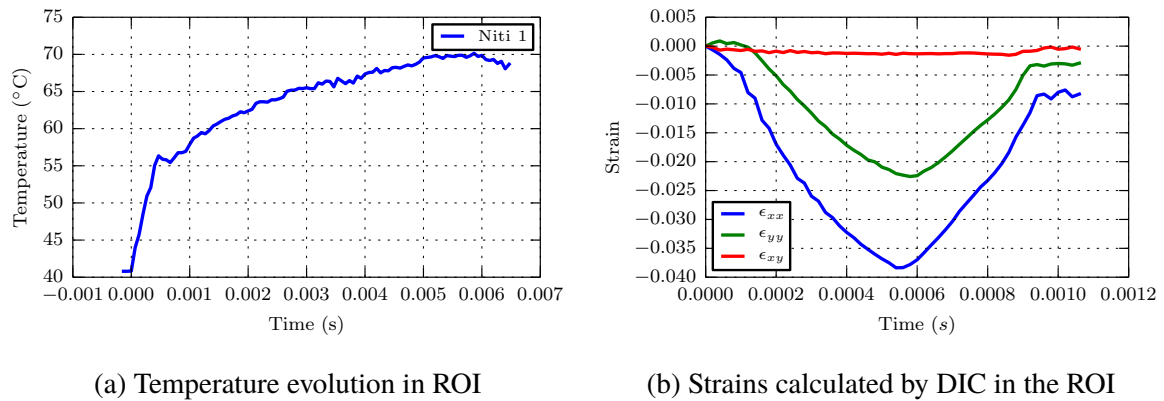 75
70
65
60
55
50
45
40
Temperature (°C)
Niti 1
−0.001 0.000 0.001 0.002 0.003 0.004 0.005 0.006 0.007
Time (s)
(a) Temperature evolution in ROI
0.005
0.000
−0.005
−0.010
−0.015
−0.020
−0.025
−0.030
−0.035
−0.040
Strain
ϵxx
ϵyy
ϵxy
0.0000 0.0002 0.0004 0.0006 0.0008 0.0010 0.0012
Time (s)
(b) Strains calculated by DIC in the ROI